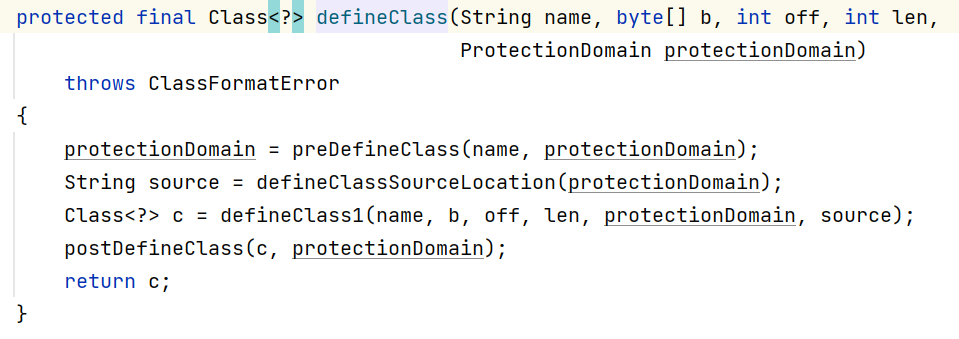 protected final Class<?> defineClass(String name, byte[] b, int off, int len,
                                     ProtectionDomain protectionDomain)
    throws ClassFormatError
{
    protectionDomain = preDefineClass(name, protectionDomain);
    String source = defineClassSourceLocation(protectionDomain);
    Class<?> c = defineClass1(name, b, off, len, protectionDomain, source);
    postDefineClass(c, protectionDomain);
    return c;
}